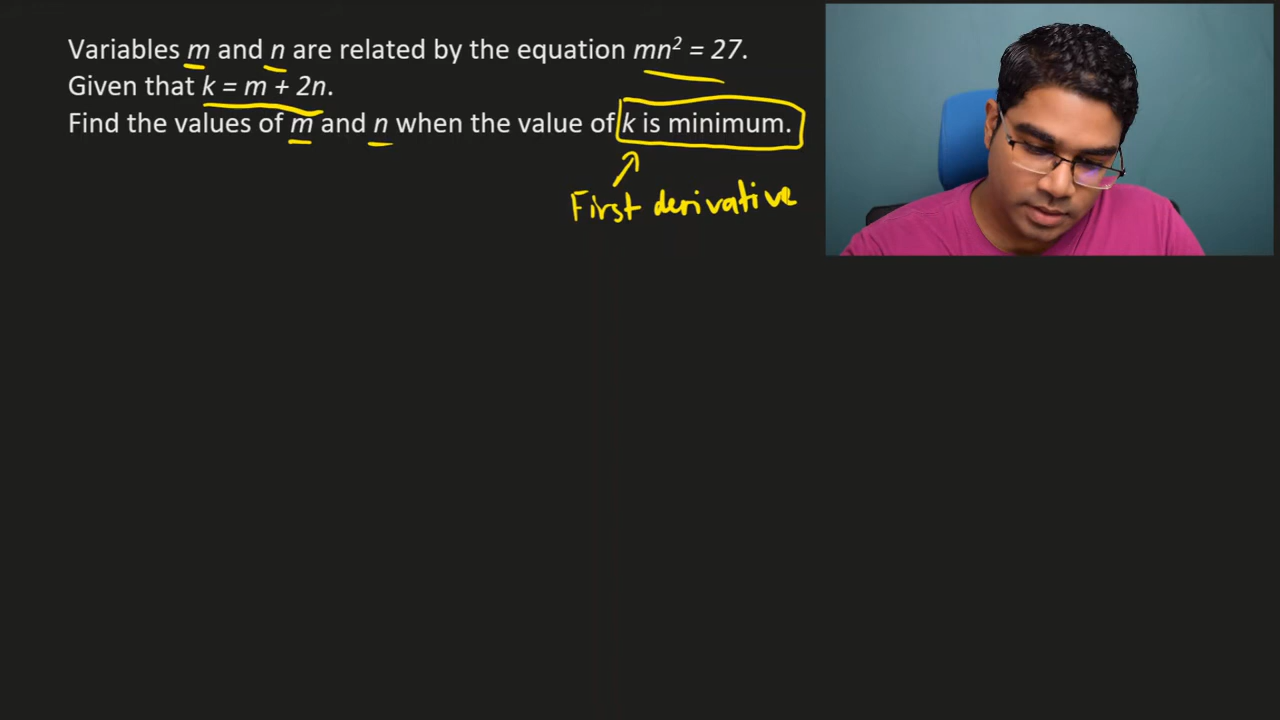 Variables m and n are related by the equation mn² = 27.
Given that k = m + 2n.
Find the values of m and n when the value of k is minimum.
First derivative